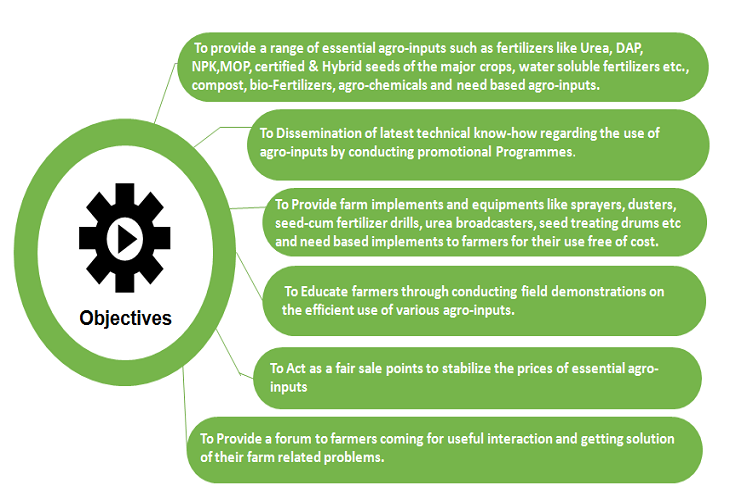 To provide a range of essential agro-inputs such as fertilizers like Urea, DAP,
NPK,MOP, certified & Hybrid seeds of the major crops, water soluble fertilizers etc.,
compost, bio-Fertilizers, agro-chemicals and need based agro-inputs.
To Dissemination of latest technical know-how regarding the use of
agro-inputs by conducting promotional Programmes.
To Provide farm implements and equipments like sprayers, dusters,
seed-cum fertilizer drills, urea broadcasters, seed treating drums etc
and need based implements to farmers for their use free of cost.
Objectives
To Educate farmers through conducting field demonstrations on
the efficient use of various agro-inputs.
To Act as a fair sale points to stabilize the prices of essential agro-
inputs
To Provide a forum to farmers coming for useful interaction and getting solution
of their farm related problems.